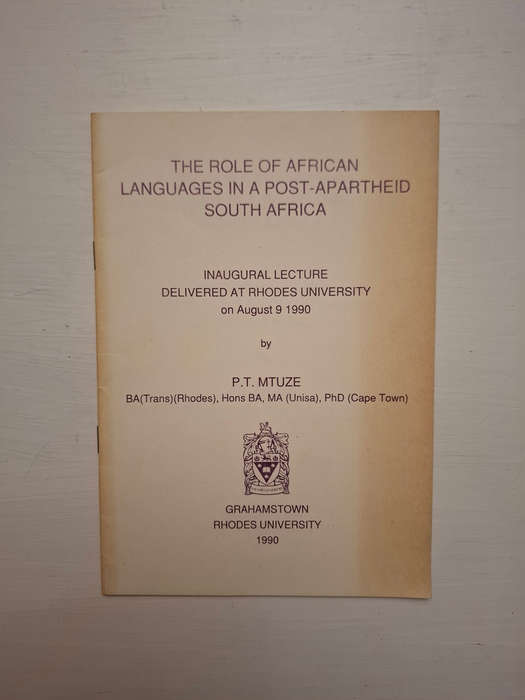 THE ROLE OF AFRICAN
LANGUAGES IN A POST-APARTHEID
SOUTH AFRICA
INAUGURAL LECTURE
DELIVERED AT RHODES UNIVERSITY
on August 9 1990
by
P.T. MTUZE
BA(Trans)(Rhodes), Hons BA, MA (Unisa), PhD (Cape Town)
GRAHAMSTOWN
RHODES UNIVERSITY
1990